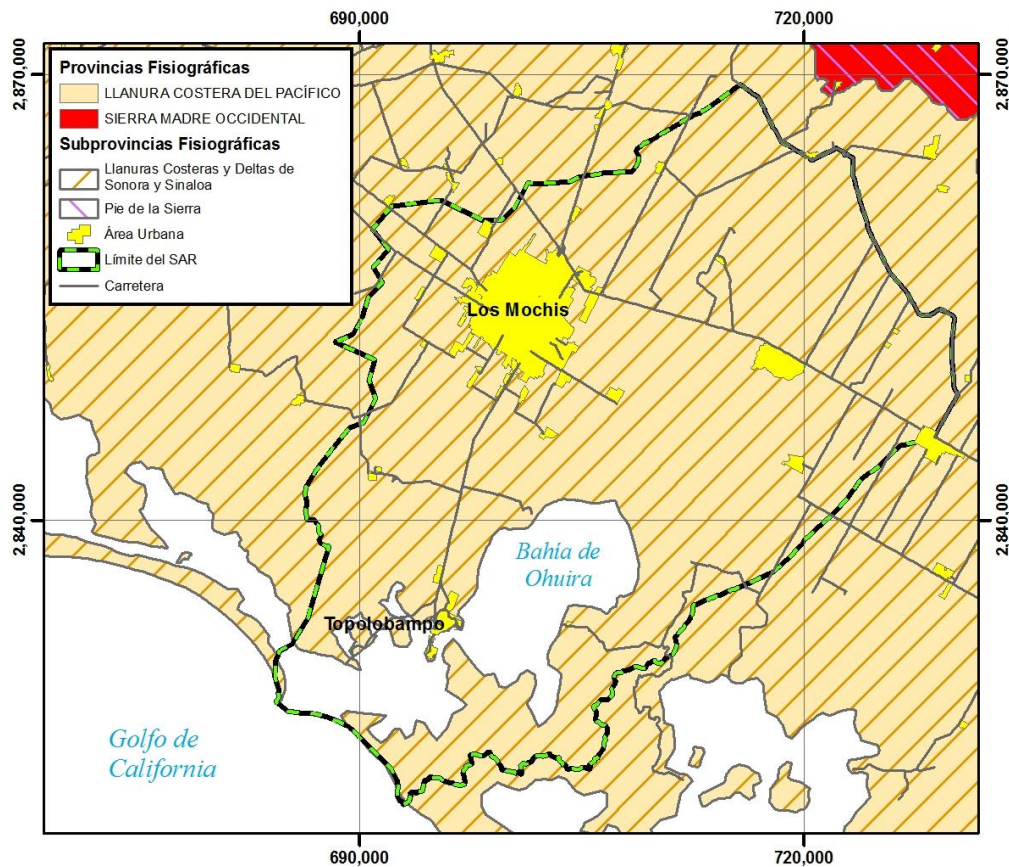 690,000
720,000
2,870,000
2,870,000
Provincias Fisiográficas
LLANURA COSTERA DEL PACÍFICO
SIERRA MADRE OCCIDENTAL
Subprovincias Fisiográficas
Llanuras Costeras y Deltas de
Sonora y Sinaloa
Pie de la Sierra
Área Urbana
Límite del SAR
Carretera
Los Mochis
2,840,000
2,840,000
Bahía de
Ohuira
Topolobampo
Golfo de
California
690,000
720,000